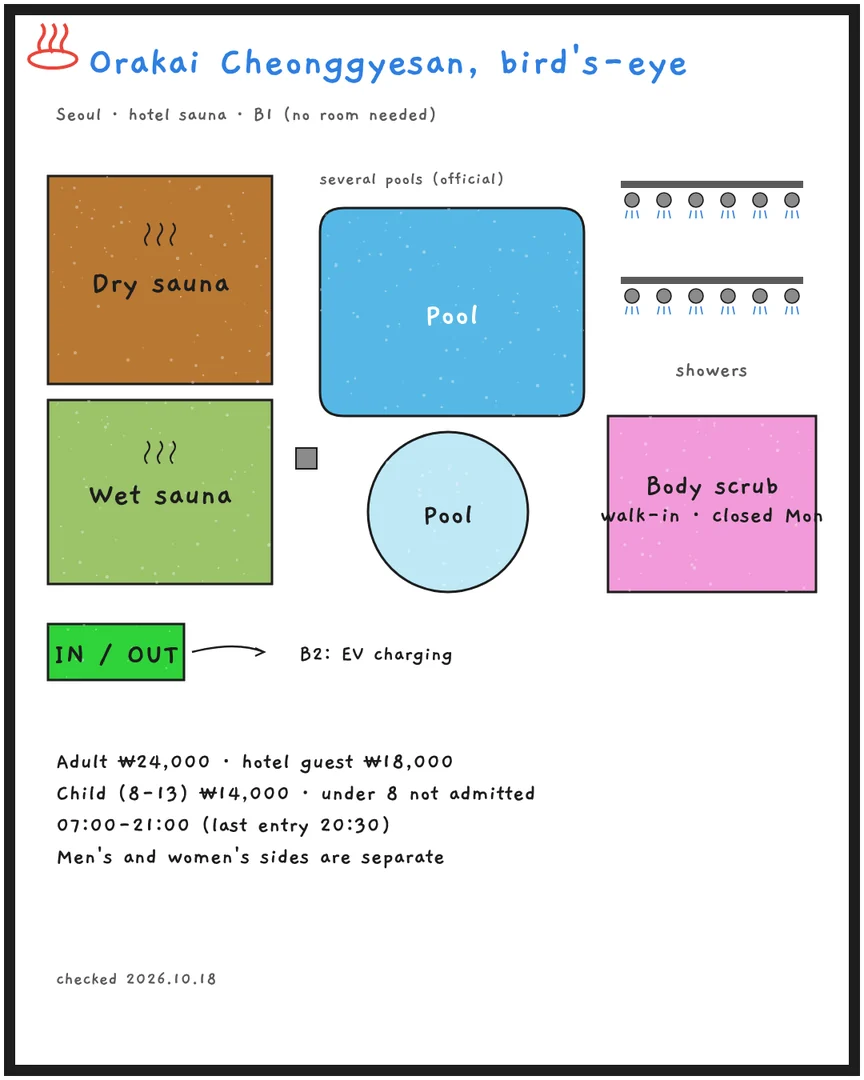 Orakai Cheonggyesan, bird's-eye
Seoul · hotel sauna · B1 (no room needed)
several pools (official)
Dry sauna
Pool
showers
Wet sauna
Pool
Body scrub
walk-in · closed Mon
IN / OUT
B2: EV charging
Adult ₩24,000 · hotel guest ₩18,000
Child (8-13) ₩14,000 · under 8 not admitted
07:00-21:00 (last entry 20:30)
Men's and women's sides are separate
checked 2026.10.18